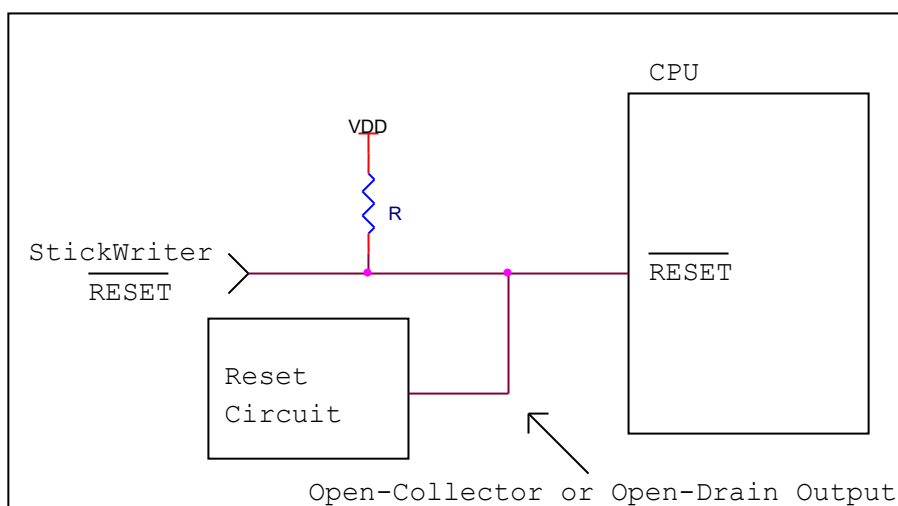 CPU
VDD
R
StickWriter
RESET
RESET
Reset
Circuit
Open-Collector or Open-Drain Output